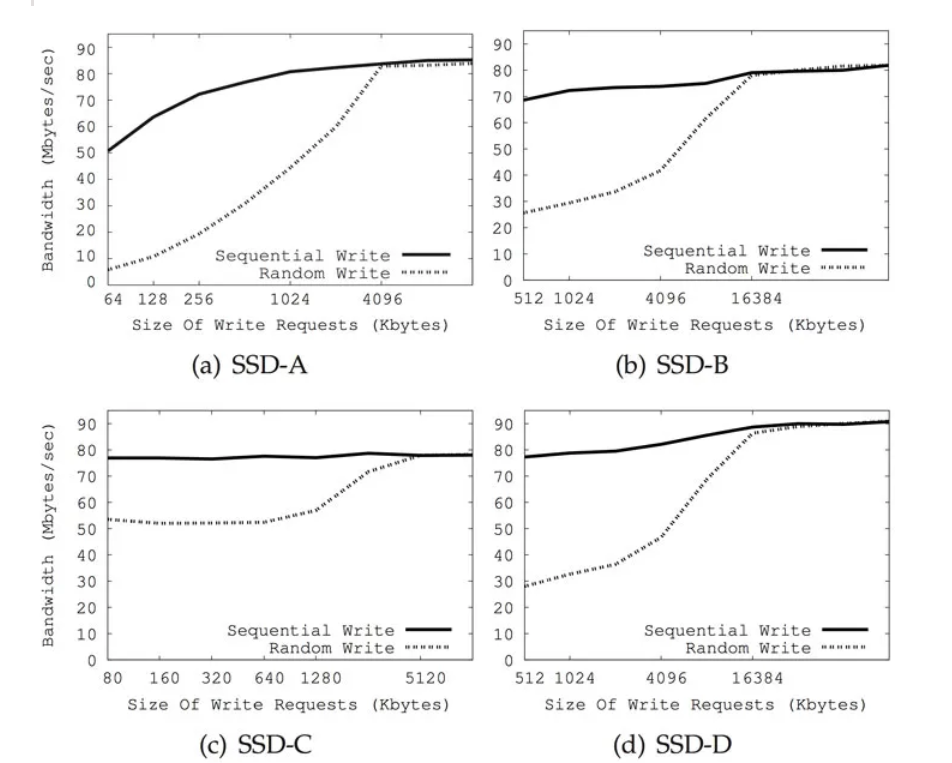 90
80
70
60
50
40
30
20
10
0
Bandwidth (Mbytes/sec)
Sequential Write
Random Write
64 128 256 1024 4096
Size Of Write Requests (Kbytes)
(a) SSD-A
90
80
70
60
50
40
30
20
10
0
Sequential Write
Random Write
512 1024 4096 16384
Size Of Write Requests (Kbytes)
(b) SSD-B
90
80
70
60
50
40
30
20
10
0
Bandwidth (Mbytes/sec)
Sequential Write
Random Write
80 160 320 640 1280 5120
Size Of Write Requests (Kbytes)
(c) SSD-C
90
80
70
60
50
40
30
20
10
0
Sequential Write
Random Write
512 1024 4096 16384
Size Of Write Requests (Kbytes)
(d) SSD-D